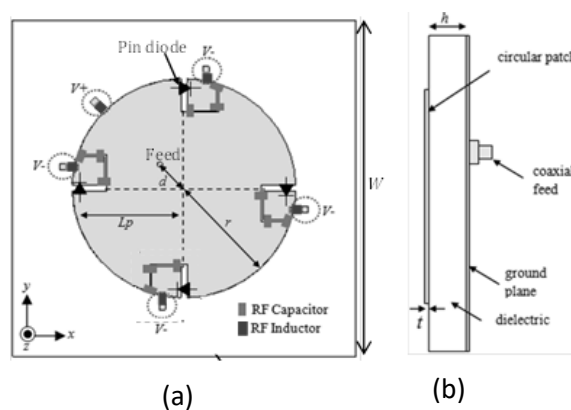 Pin diode
V-
V+
V-
Feed
d
r
Lp
V-
V-
y
z
x
RF Capacitor
RF Inductor
W
(a)
h
circular patch
coaxial
feed
ground
plane
t
dielectric
(b)